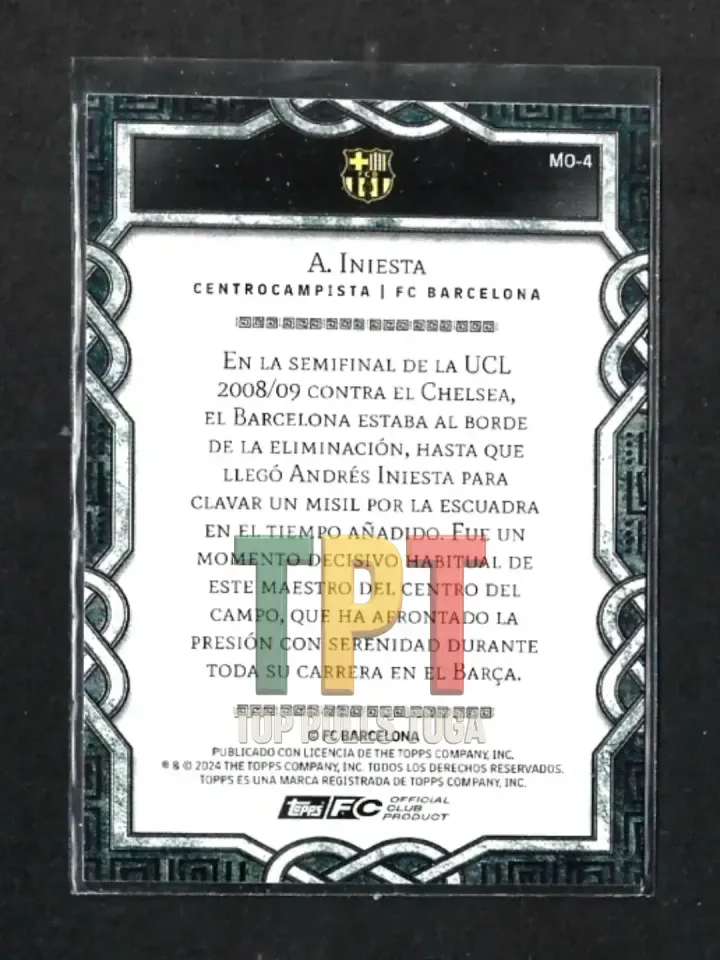 MO-4
FCB
A. Iniesta
CENTROCAMPISTA | FC BARCELONA
En la semifinal de la UCL
2008/09 contra el Chelsea,
el Barcelona estaba al borde
de la eliminación, hasta que
llegó Andrés Iniesta para
clavar un misil por la escuadra
en el tiempo añadido. Fue un
momento decisivo habitual de
este maestro del centro del
campo, que ha afrontado la
presión con serenidad durante
toda su carrera en el Barça.
TPT
TOP PULLS TUGA
© FC BARCELONA
PUBLICADO CON LICENCIA DE THE TOPPS COMPANY, INC.
® & © 2024 THE TOPPS COMPANY, INC. TODOS LOS DERECHOS RESERVADOS.
TOPPS ES UNA MARCA REGISTRADA DE TOPPS COMPANY, INC.
topps FC OFFICIAL
CLUB
PRODUCT